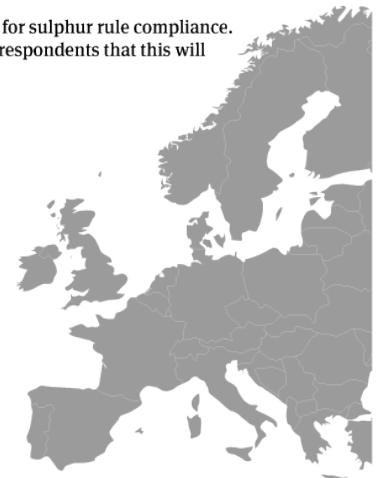 for sulphur rule compliance.
respondents that this will